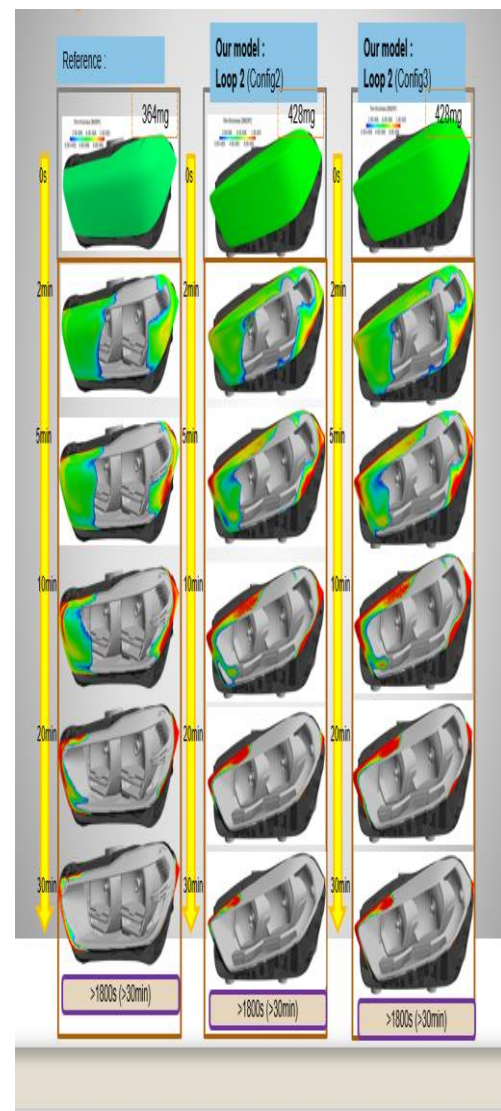 Reference :
Our model :
Loop 2 (Config2)
Our model :
Loop 2 (Config3)
364mg
428mg
428mg
0s
0s
0s
2min
2min
2min
5min
5min
5min
10min
10min
10min
20min
20min
20min
30min
30min
30min
>1800s (>30min)
>1800s (>30min)
>1800s (>30min)